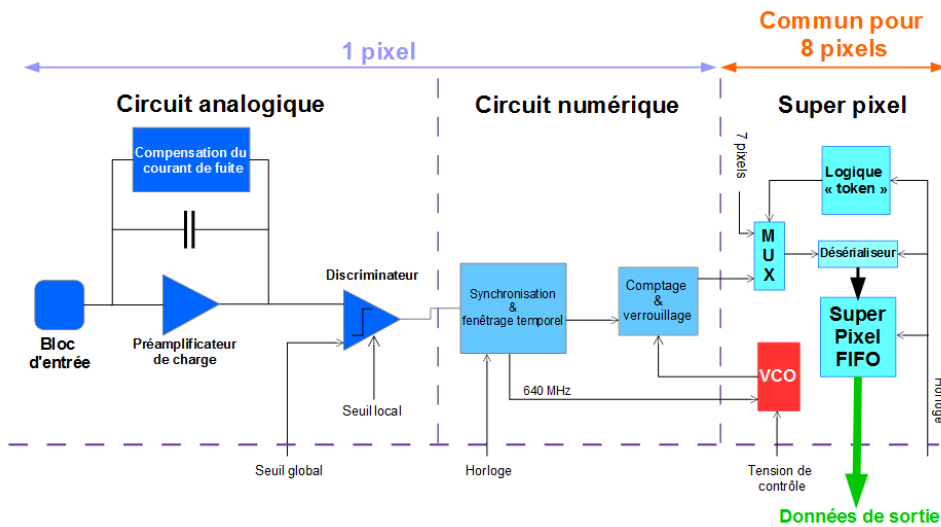 Commun pour
8 pixels
1 pixel
Circuit analogique
Circuit numérique
Super pixel
Compensation du
courant de fuite
7 pixels
Logique
« token »
M
U
X
Désérialiseur
Discriminateur
Synchronisation
&
fenêtrage temporel
Comptage
&
verrouillage
Bloc
d'entrée
Préamplificateur
de charge
Super
Pixel
FIFO
VCO
640 MHz
Seuil local
Horloge
Seuil global
Horloge
Tension de
contrôle
Données de sortie